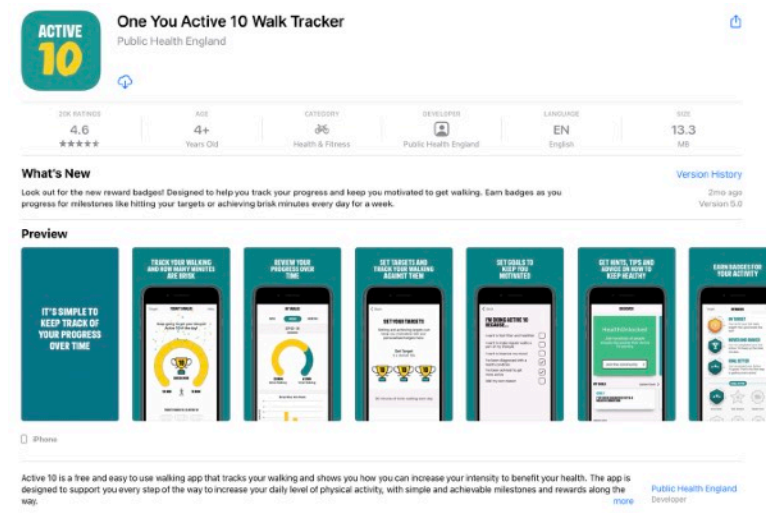 ACTIVE
10
One You Active 10 Walk Tracker
Public Health England
20K RATINGS
4.6
AGE
4+
Years Old
CATEGORY
Health & Fitness
DEVELOPER
Public Health England
LANGUAGE
EN
English
SIZE
13.3
MB
What's New
Version History
Look out for the new reward badges! Designed to help you track your progress and keep you motivated to get walking. Earn badges as you
progress for milestones like hitting your targets or achieving brisk minutes every day for a week.
2mo ago
Version 5.0
Preview
IT'S SIMPLE TO
KEEP TRACK OF
YOUR PROGRESS
OVER TIME
TRACK YOUR WALKING
AND HOW MANY MINUTES
ARE BRISK
REVIEW YOUR
PROGRESS OVER
TIME
SET TARGETS AND
TRACK YOUR WALKING
AGAINST THEM
SET YOUR TARGETS
SET GOALS TO
KEEP YOU
MOTIVATED
I'M DOING ACTIVE 10
BECAUSE...
GET HINTS, TIPS AND
ADVICE ON HOW TO
KEEP HEALTHY
HealthUnlocked
EARN BADGES FOR
YOUR ACTIVITY
iPhone
Active 10 is a free and easy to use walking app that tracks your walking and shows you how you can increase your intensity to benefit your health. The app is
designed to support you every step of the way to increase your daily level of physical activity, with simple and achievable milestones and rewards along the
way.
more
Public Health England
Developer